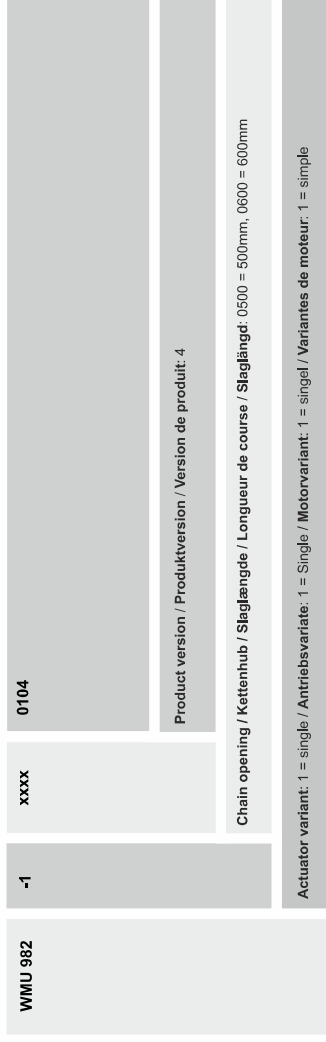 WMU 982 -1 xxxx 0104
Product version / Produktversion / Version de produit: 4
Chain opening / Kettenhub / Slaglængde / Longueur de course / Slaglängd: 0500 = 500mm, 0600 = 600mm
Actuator variant: 1 = single / Antriebsvariate: 1 = Single / Motorvariant: 1 = singel / Variantes de moteur: 1 = simple